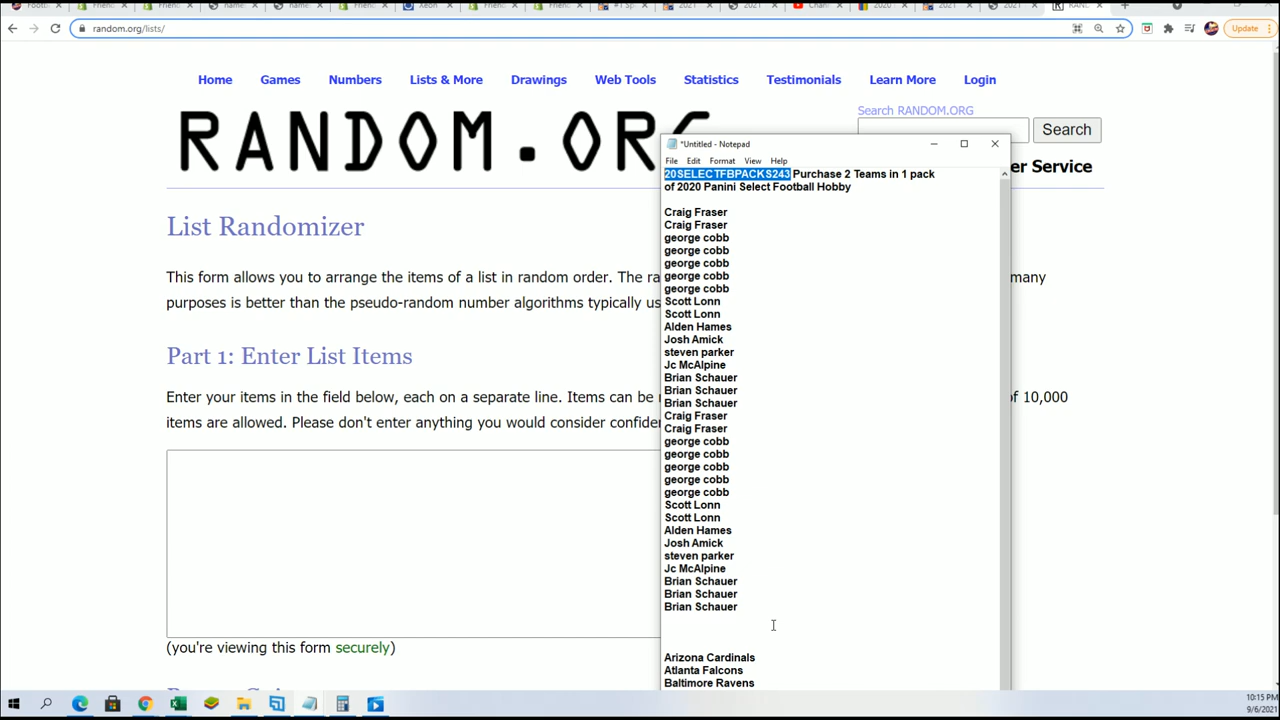 random.org/lists/
Update
Home Games Numbers Lists & More Drawings Web Tools Statistics Testimonials Learn More Login
Search RANDOM.ORG
Search
RANDOM.ORG
er Service
*Untitled - Notepad
File Edit Format View Help
20SELECTFBPACKS243 Purchase 2 Teams in 1 pack
of 2020 Panini Select Football Hobby
Craig Fraser
Craig Fraser
george cobb
george cobb
george cobb
george cobb
george cobb
Scott Lonn
Scott Lonn
Alden Hames
Josh Amick
steven parker
Jc McAlpine
Brian Schauer
Brian Schauer
Brian Schauer
Craig Fraser
Craig Fraser
george cobb
george cobb
george cobb
george cobb
george cobb
Scott Lonn
Scott Lonn
Alden Hames
Josh Amick
steven parker
Jc McAlpine
Brian Schauer
Brian Schauer
Brian Schauer
Arizona Cardinals
Atlanta Falcons
Baltimore Ravens
List Randomizer
This form allows you to arrange the items of a list in random order. The ra many
purposes is better than the pseudo-random number algorithms typically us
Part 1: Enter List Items
Enter your items in the field below, each on a separate line. Items can be of 10,000
items are allowed. Please don't enter anything you would consider confide
(you're viewing this form securely)
10:15 PM
9/6/2021